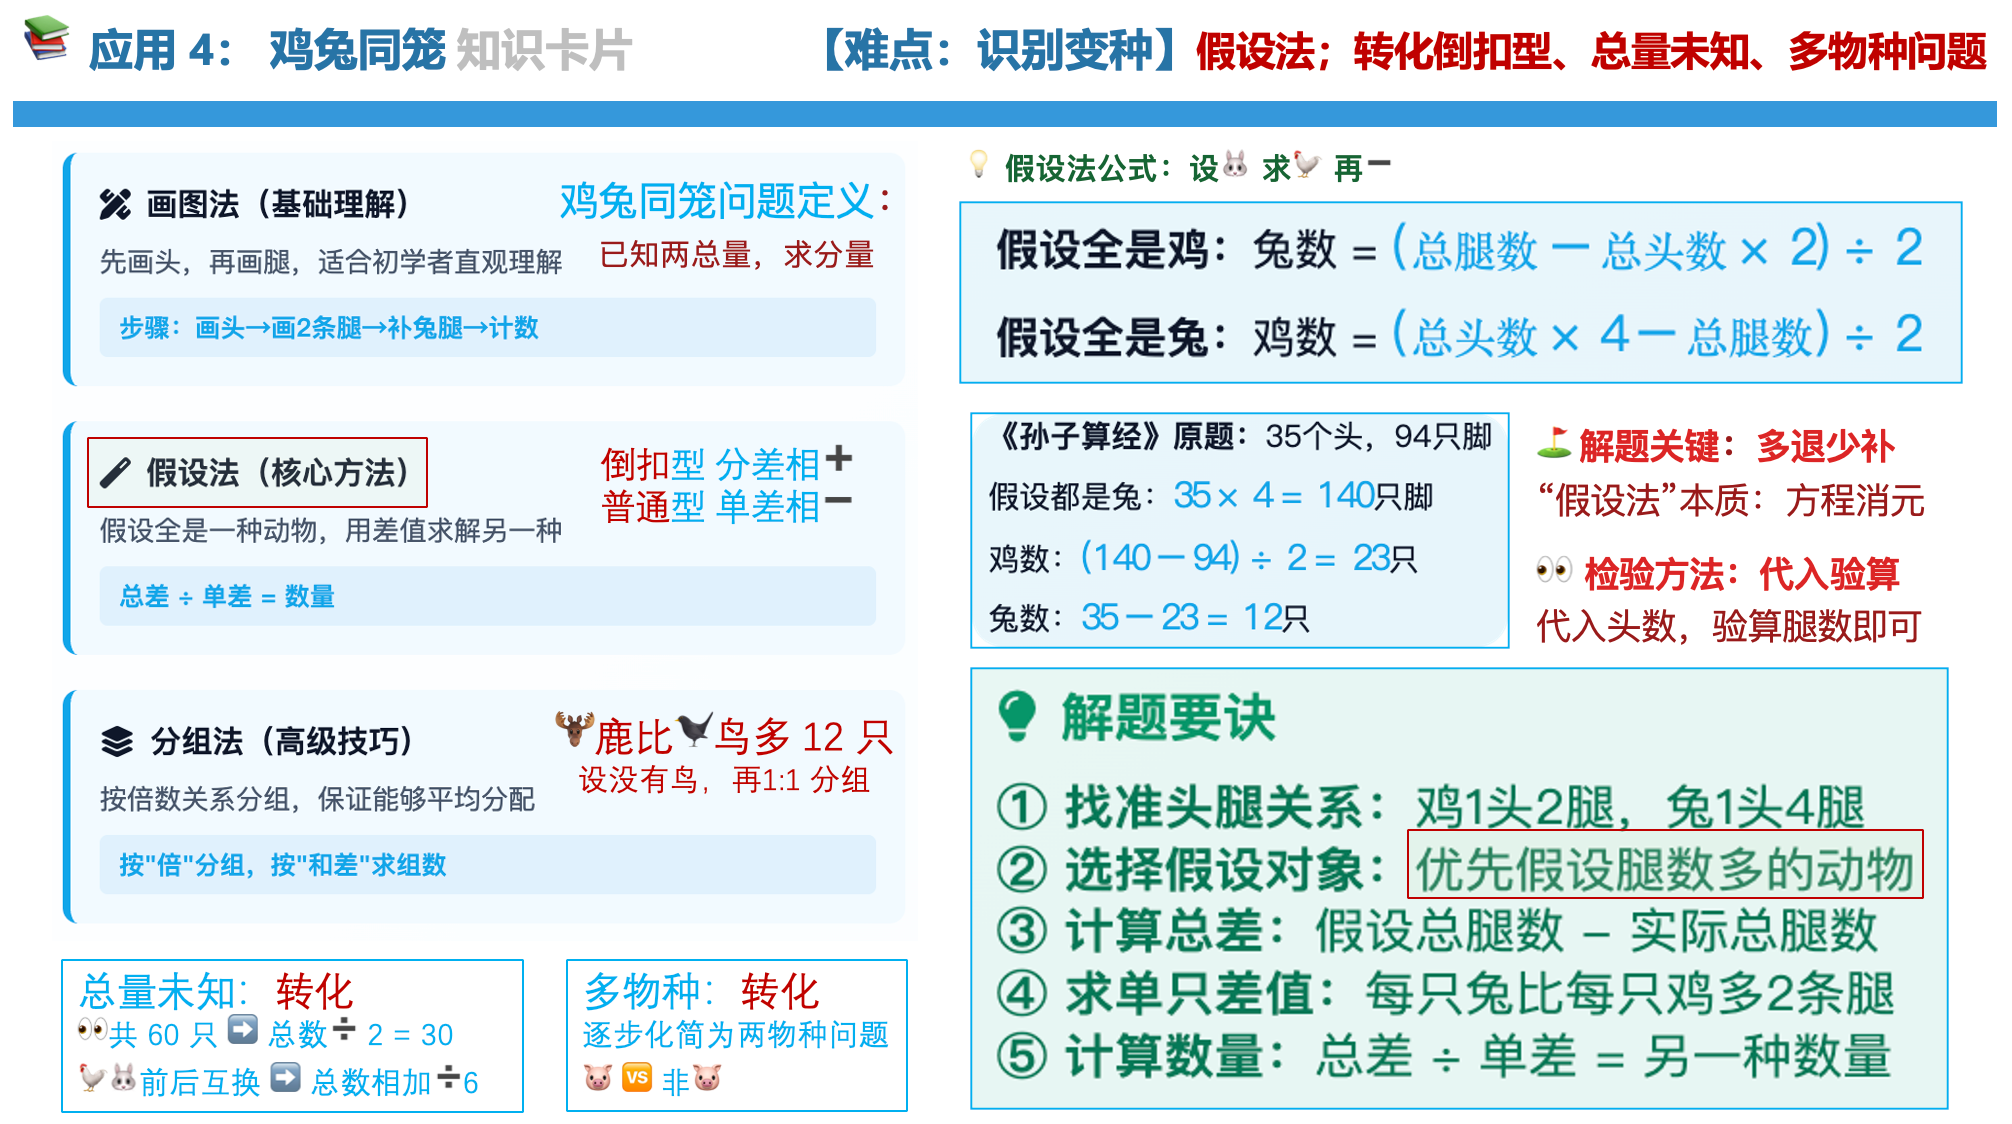 📚 应用 4： 鸡兔同笼 知识卡片
【难点：识别变种】假设法；转化倒扣型、总量未知、多物种问题
画图法（基础理解）
鸡兔同笼问题定义：
先画头，再画腿，适合初学者直观理解
已知两总量，求分量
步骤：画头→画2条腿→补兔腿→计数
假设法（核心方法）
倒扣型 分差相➕
普通型 单差相➖
假设全是一种动物，用差值求解另一种
总差 ÷ 单差 = 数量
分组法（高级技巧）
🫎鹿比🐦‍⬛鸟多 12 只
设没有鸟，再1:1 分组
按倍数关系分组，保证能够平均分配
按"倍"分组，按"和差"求组数
总量未知：转化
👀共 60 只 ➡️ 总数➗ 2 = 30
🐓🐰前后互换 ➡️ 总数相加➗6
多物种：转化
逐步化简为两物种问题
🐷 🆚 非🐷
💡 假设法公式：设🐰 求🐓 再➖
假设全是鸡：兔数 =（总腿数 － 总头数 × 2) ÷ 2
假设全是兔：鸡数 =（总头数 × 4－ 总腿数) ÷ 2
《孙子算经》原题：35个头，94只脚
假设都是兔：35× 4 = 140只脚
鸡数：(140－94) ÷ 2 = 23只
兔数：35－23 = 12只
⛳ 解题关键：多退少补
“假设法”本质：方程消元
👀 检验方法：代入验算
代入头数，验算腿数即可
解题要诀
① 找准头腿关系：鸡1头2腿，兔1头4腿
② 选择假设对象：优先假设腿数多的动物
③ 计算总差：假设总腿数 – 实际总腿数
④ 求单只差值：每只兔比每只鸡多2条腿
⑤ 计算数量：总差 ÷ 单差 = 另一种数量